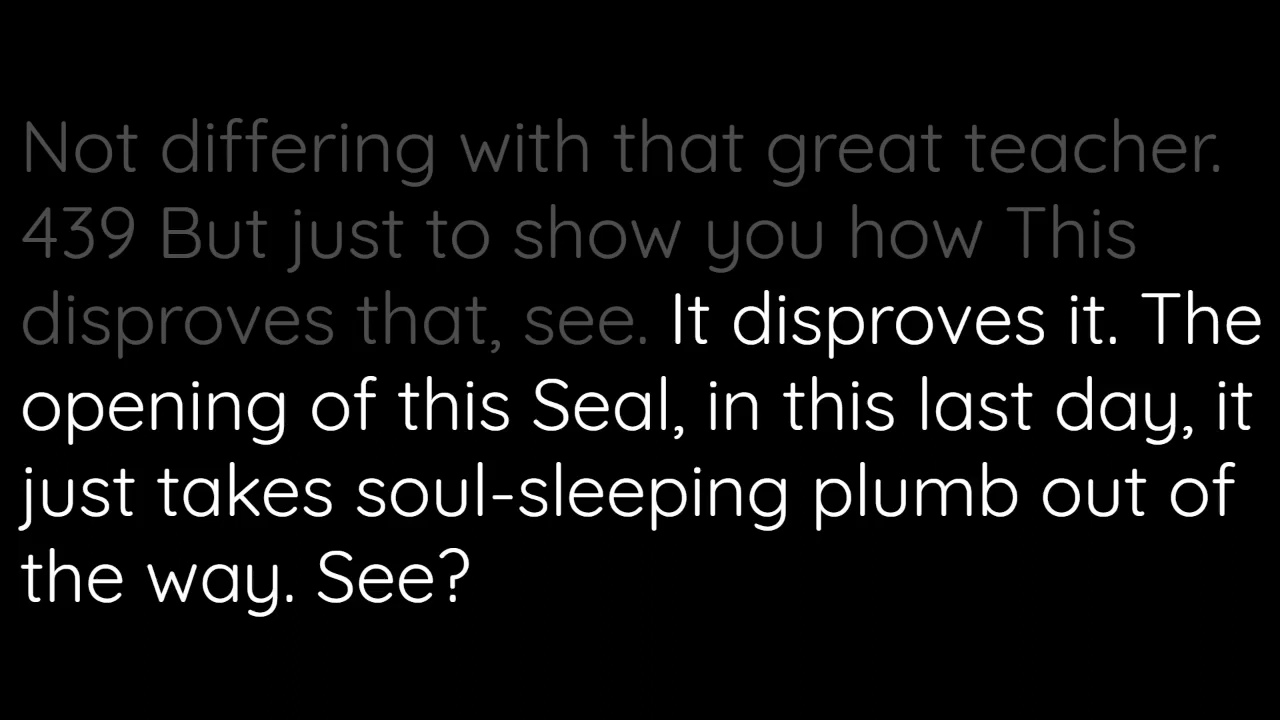 Not differing with that great teacher.
439 But just to show you how This
disproves that, see. It disproves it. The
opening of this Seal, in this last day, it
just takes soul-sleeping plumb out of
the way. See?